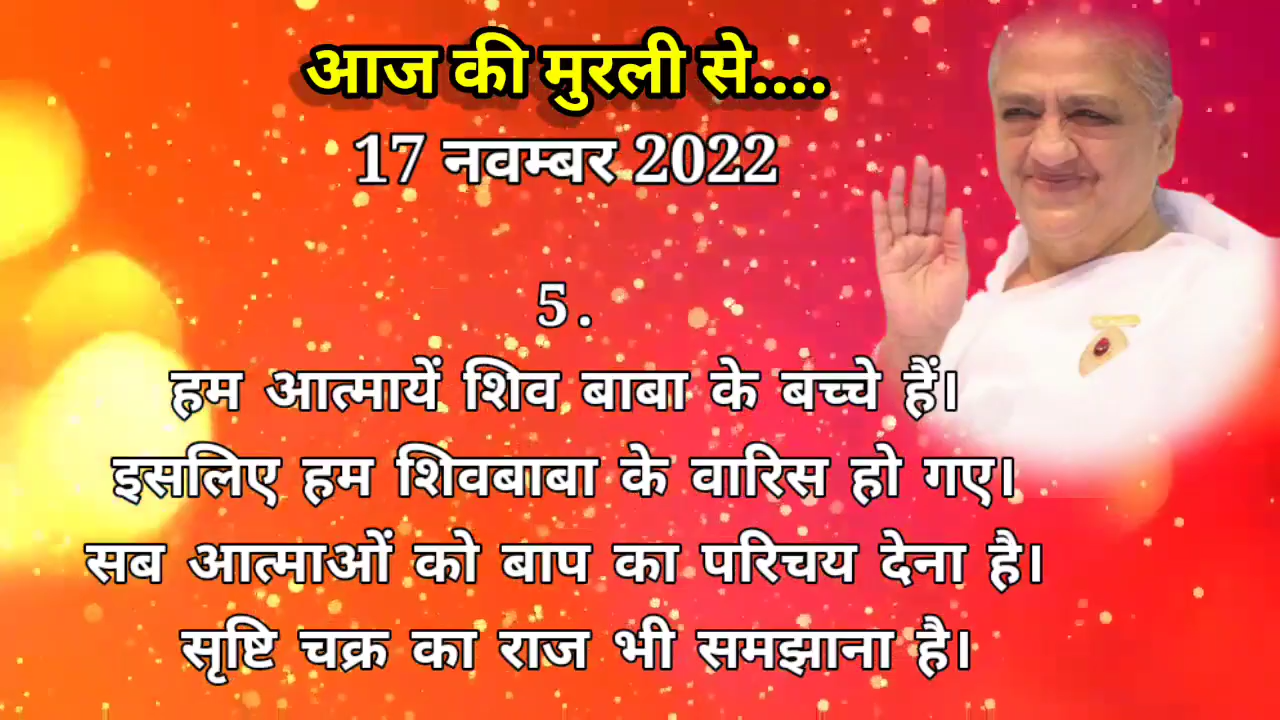 आज की मुरली से....
17 नवम्बर 2022
5.
हम आत्मायें शिव बाबा के बच्चे हैं।
इसलिए हम शिवबाबा के वारिस हो गए।
सब आत्माओं को बाप का परिचय देना है।
सृष्टि चक्र का राज भी समझाना है।